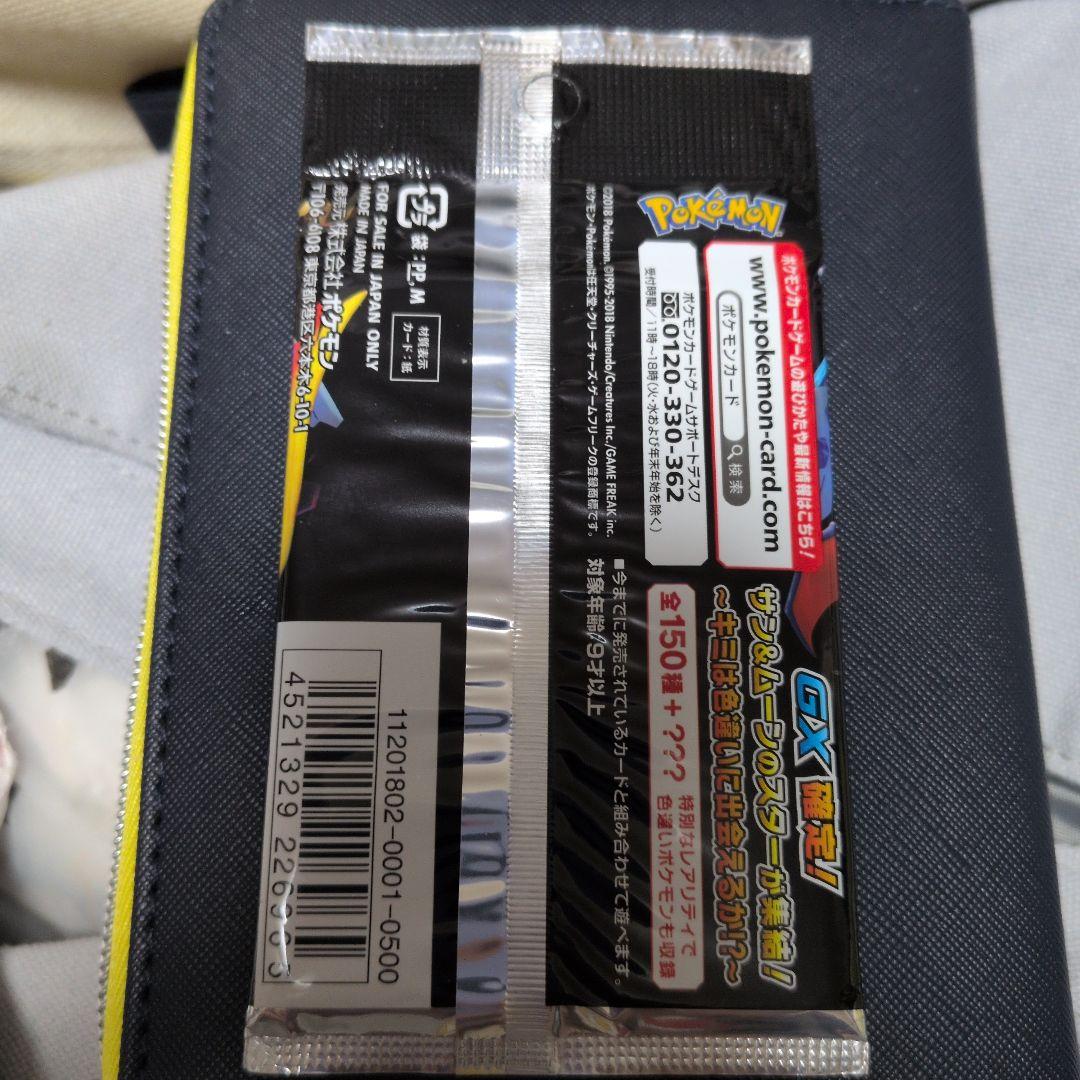 POKéMON
ポケモンカードゲームの遊びかたや最新情報はこちら!
www.pokemon-card.com
ポケモンカード 検索
ポケモンカードゲームサポートデスク
0120-330-362
受付時間/11時~18時(火・水および年末年始を除く)
©2018 Pokémon. ©1995-2018 Nintendo/Creatures Inc./GAME FREAK inc.
ポケモン・Pokémonは任天堂・クリーチャーズ・ゲームフリークの登録商標です。
GX確定!
サン&ムーンのスターが集結!
~キミは色違いに出会えるか!?~
全150種+???
特別なレアリティで
色違いポケモンも収録
■今までに発売されているカードと組み合わせて遊べます。
対象年齢/9才以上
プラ
袋:PP,M
材質表示
カード:紙
FOR SALE IN JAPAN ONLY
MADE IN JAPAN
発売元 株式会社ポケモン
〒106-6108 東京都港区六本木6-10-1
11201802-0001-0500
4521329